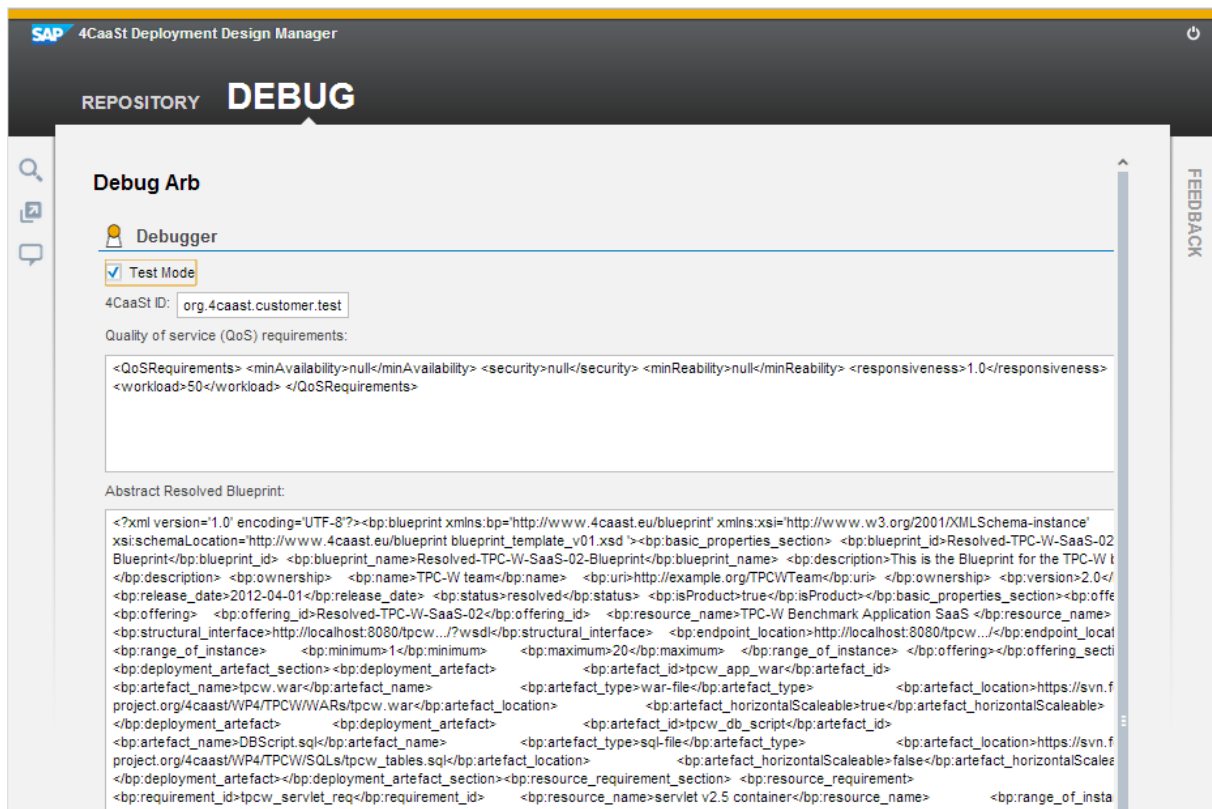 SAP 4CaaSt Deployment Design Manager
REPOSITORY DEBUG
FEEDBACK
Debug Arb
Debugger
Test Mode
4CaaSt ID: org.4caast.customer.test
Quality of service (QoS) requirements:
<QoSRequirements> <minAvailability>null</minAvailability> <security>null</security> <minReability>null</minReability> <responsiveness>1.0</responsiveness>
<workload>50</workload> </QoSRequirements>
Abstract Resolved Blueprint:
<?xml version='1.0' encoding='UTF-8'?><bp:blueprint xmlns:bp='http://www.4caast.eu/blueprint' xmlns:xsi='http://www.w3.org/2001/XMLSchema-instance'
xsi:schemaLocation='http://www.4caast.eu/blueprint blueprint_template_v01.xsd '><bp:basic_properties_section> <bp:blueprint_id>Resolved-TPC-W-SaaS-02
Blueprint</bp:blueprint_id> <bp:blueprint_name>Resolved-TPC-W-SaaS-02-Blueprint</bp:blueprint_name> <bp:description>This is the Blueprint for the TPC-W
</bp:description> <bp:ownership> <bp:name>TPC-W team</bp:name> <bp:uri>http://example.org/TPCWTeam</bp:uri> </bp:ownership> <bp:version>2.0</
<bp:release_date>2012-04-01</bp:release_date> <bp:status>resolved</bp:status> <bp:isProduct>true</bp:isProduct></bp:basic_properties_section><bp:offe
<bp:offering> <bp:offering_id>Resolved-TPC-W-SaaS-02</bp:offering_id> <bp:resource_name>TPC-W Benchmark Application SaaS </bp:resource_name>
<bp:structural_interface>http://localhost:8080/tpcw.../?wsdl</bp:structural_interface> <bp:endpoint_location>http://localhost:8080/tpcw.../</bp:endpoint_locat
<bp:range_of_instance> <bp:minimum>1</bp:minimum> <bp:maximum>20</bp:maximum> </bp:range_of_instance> </bp:offering></bp:offering_secti
<bp:deployment_artefact_section><bp:deployment_artefact> <bp:artefact_id>tpcw_app_war</bp:artefact_id>
<bp:artefact_name>tpcw.war</bp:artefact_name> <bp:artefact_type>war-file</bp:artefact_type> <bp:artefact_location>https://svn.f
project.org/4caast/WP4/TPCW/WARs/tpcw.war</bp:artefact_location> <bp:artefact_horizontalScaleable>true</bp:artefact_horizontalScaleable>
</bp:deployment_artefact> <bp:deployment_artefact> <bp:artefact_id>tpcw_db_script</bp:artefact_id>
<bp:artefact_name>DBScript.sql</bp:artefact_name> <bp:artefact_type>sql-file</bp:artefact_type> <bp:artefact_location>https://svn.f
project.org/4caast/WP4/TPCW/SQLs/tpcw_tables.sql</bp:artefact_location> <bp:artefact_horizontalScaleable>false</bp:artefact_horizontalScalea
</bp:deployment_artefact></bp:deployment_artefact_section><bp:resource_requirement_section> <bp:resource_requirement>
<bp:requirement_id>tpcw_servlet_req</bp:requirement_id> <bp:resource_name>servlet v2.5 container</bp:resource_name> <bp:range_of_insta